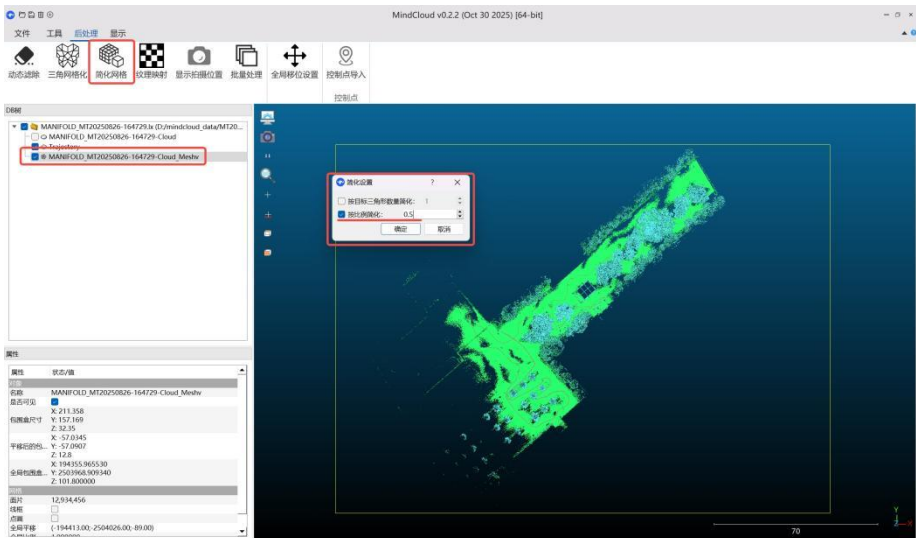 MindCloud v0.2.2 (Oct 30 2025) [64-bit]
文件 工具 后处理 显示
动态滤除 三角网格化 简化网格 纹理映射 显示拍摄位置 批量处理 全局移位设置 控制点导入
控制点
DB树
MANIFOLD_MT20250826-164729.lx (D:/mindcloud_data/MT20...
MANIFOLD_MT20250826-164729-Cloud
Trajectory
MANIFOLD_MT20250826-164729-Cloud_Meshv
简化设置 ? ×
按目标三角形数量简化: 1
按比例简化: 0.5
确定 取消
属性
属性 状态/值
对象
名称 MANIFOLD_MT20250826-164729-Cloud_Meshv
是否可见
X: 211.358
包围盒尺寸 Y: 157.169
Z: 32.35
X: -57.0345
平移后的包... Y: -57.0907
Z: 12.8
X: 194355.965530
全局包围盒... Y: 2503968.909340
Z: 101.800000
网格
面片 12,934,456
线框
点画
全局平移 (-194413.00;-2504026.00;-89.00)
70
Y
Z
X